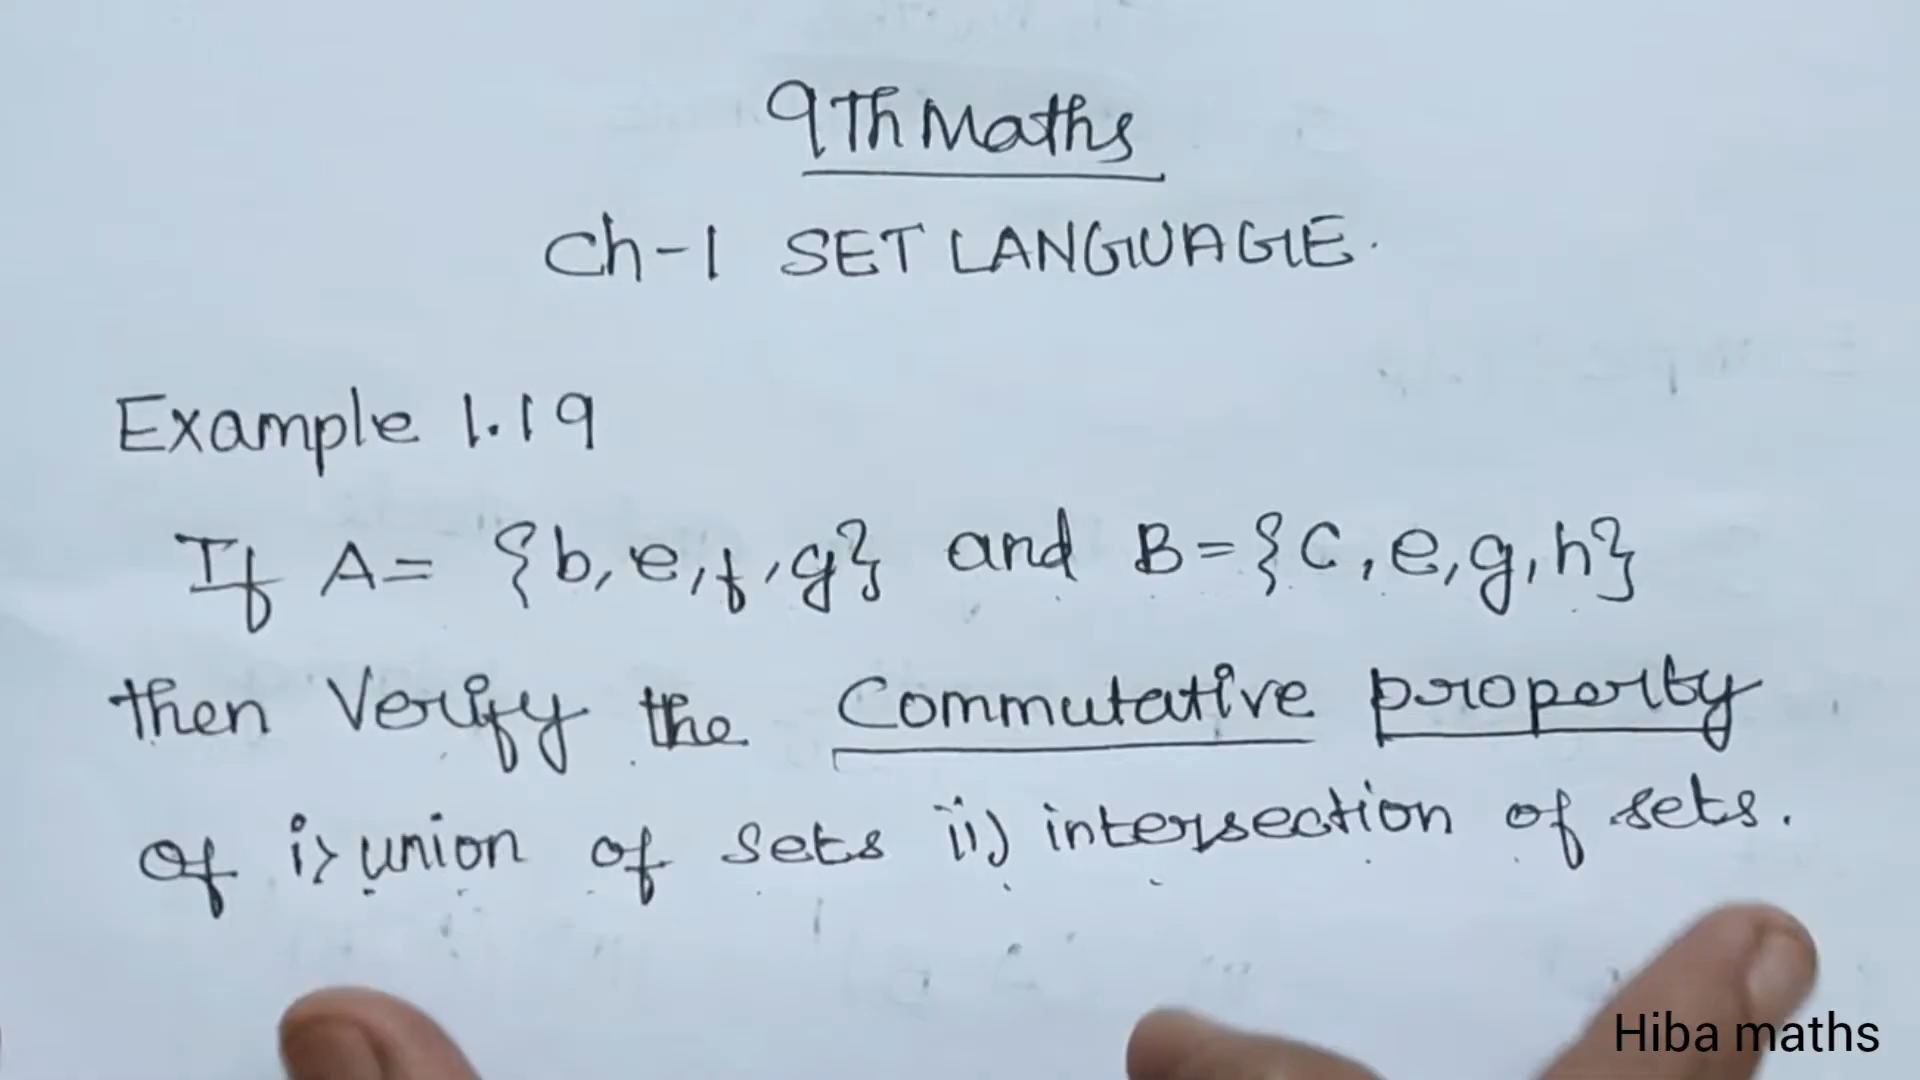 9Th Maths
Ch-1 SET LANGUAGE.
Example 1.19
If A= {b, e, f, g} and B={c, e, g, h}
then Verify the Commutative property
of i) union of sets ii) intersection of sets.
Hiba maths